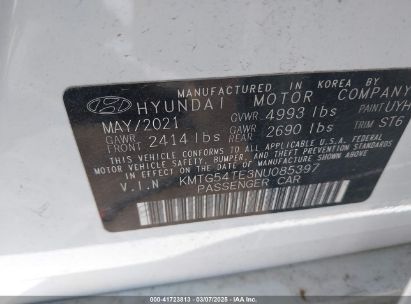 MANUFACTURED IN KOREA BY
HYUNDAI MOTOR COMPANY
MAY/2021 GVWR 4993 lbs PAINT UYH
GAWR FRONT 2414 lbs GAWR REAR 2690 lbs TRIM ST6
THIS VEHICLE CONFORMS TO ALL APPLICABLE U.S.A. FEDERAL
MOTOR VEHICLE SAFETY, BUMPER, AND THEFT PREVENTION
STANDARDS IN EFFECT ON THE DATE OF MANUFACTURE SHOWN ABOVE.
V.I.N KMTG54TE3NU085397
PASSENGER CAR
000-41723813 - 03/07/2025 - IAAI